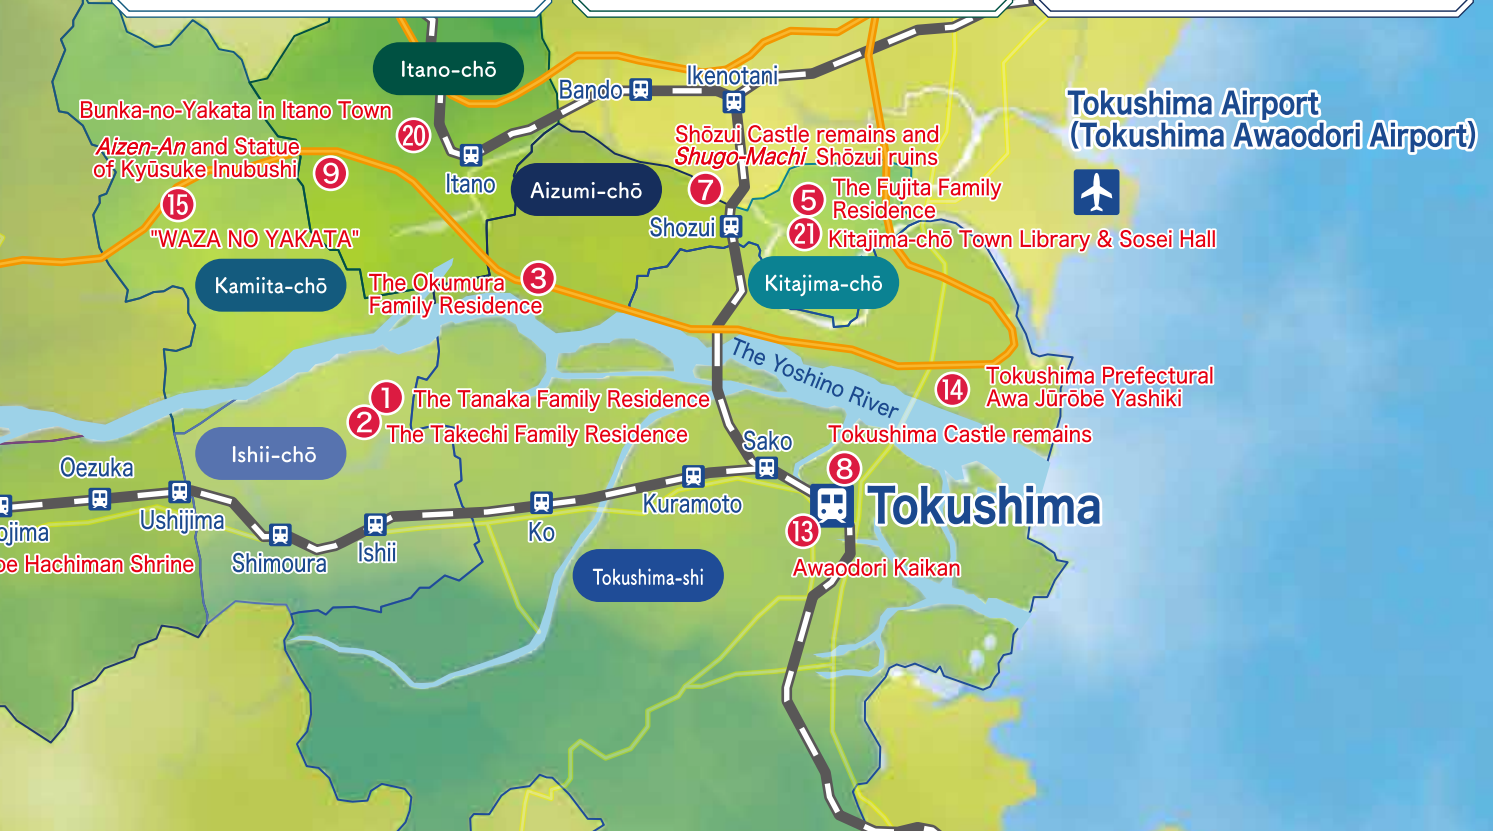 Itano-chō
Bando
Ikenotani
Tokushima Airport
(Tokushima Awaodori Airport)
Bunka-no-Yakata in Itano Town
20
Shōzui Castle remains and
Shugo-Machi Shōzui ruins
7
Aizen-An and Statue
of Kyūsuke Inubushi
9
Itano
Aizumi-chō
15
"WAZA NO YAKATA"
5
The Fujita Family
Residence
Shozui
21
Kitajima-chō Town Library & Sosei Hall
Kamiita-chō
The Okumura
Family Residence
3
Kitajima-chō
The Yoshino River
14
Tokushima Prefectural
Awa Jūrōbē Yashiki
1
The Tanaka Family Residence
2
The Takechi Family Residence
Tokushima Castle remains
Ishii-chō
Sako
8
Oezuka
Kuramoto
Tokushima
Ushijima
ojima
Ko
13
Ishii
Shimoura
be Hachiman Shrine
Tokushima-shi
Awaodori Kaikan